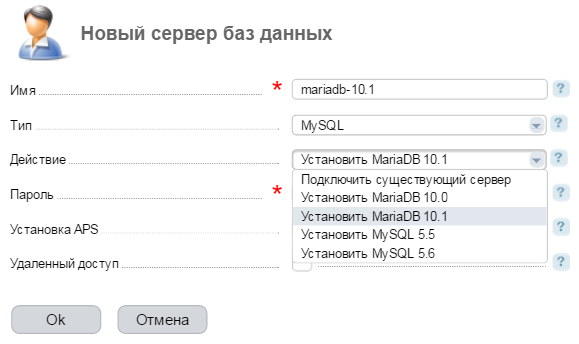 Новый сервер баз данных
Имя * mariadb-10.1 ?
Тип MySQL ?
Действие Установить MariaDB 10.1 ?
Подключить существующий сервер
Пароль * Установить MariaDB 10.0 ?
Установить MariaDB 10.1
Установка APS ?
Установить MySQL 5.5
Установить MySQL 5.6
Удаленный доступ ?
Ok Отмена